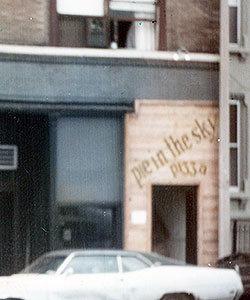 pie in the sky
pizza